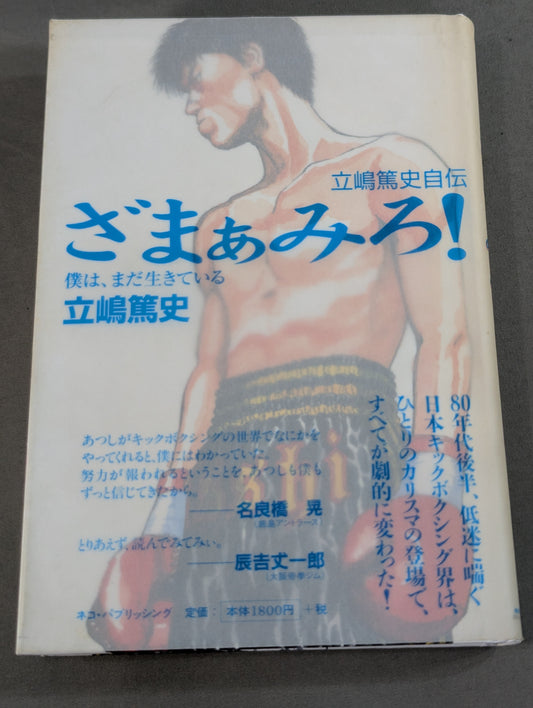 立嶋篤史自伝
ざまぁみろ!
僕は、まだ生きている
立嶋篤史
80年代後半、低迷に喘ぐ
日本キックボクシング界は、
ひとりのカリスマの登場で、
すべてが劇的に変わった!
あつしがキックボクシングの世界でなにかを
やってくれると、僕にはわかっていた。
努力が報われるということを、あつしも僕も
ずっと信じてきたから。
——名良橋 晃
(鹿島アントラーズ)
とりあえず、読んでみてみぃ。
——辰吉丈一郎
(大阪帝拳ジム)
ネコ・パブリッシング 定価:本体1800円 +税
shi